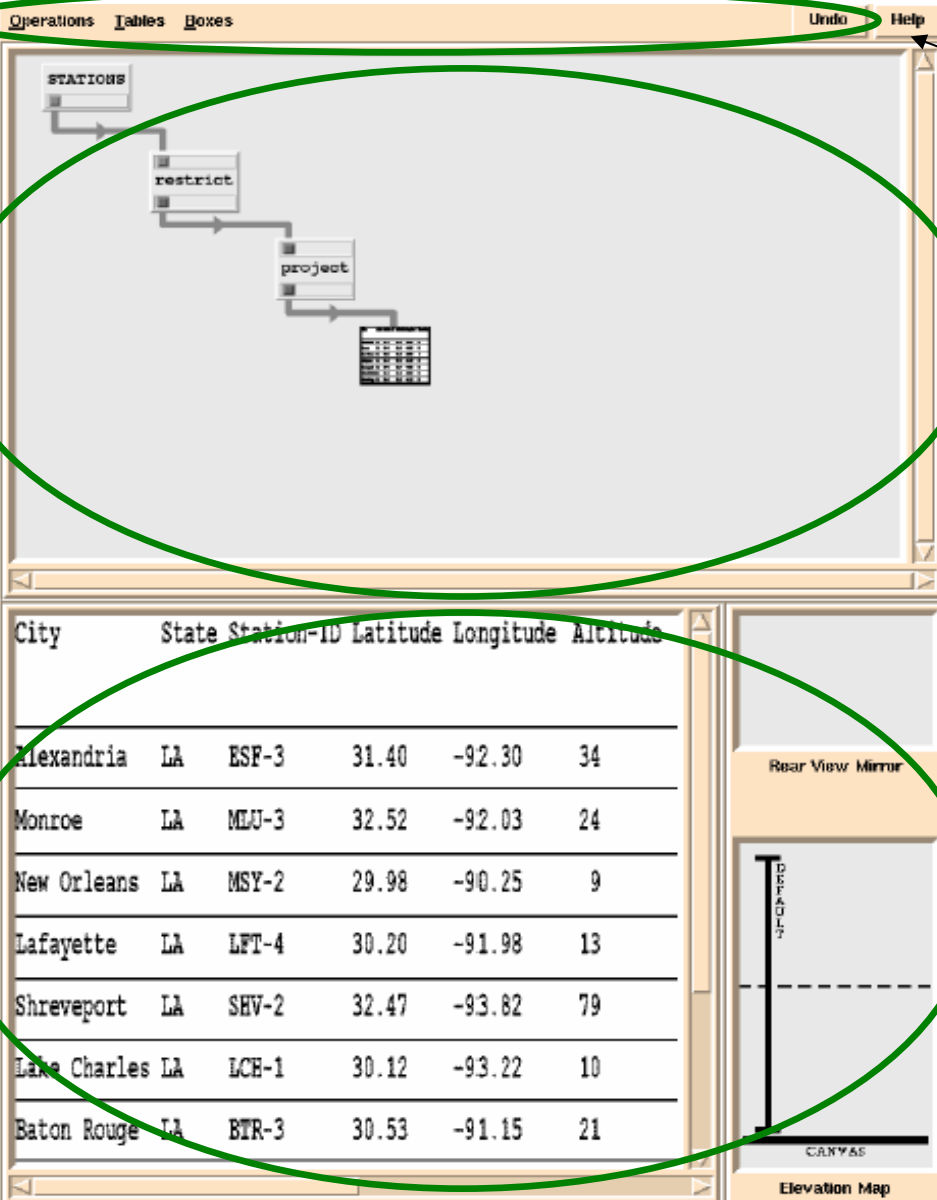 Operations Tables Boxes Undo Help
STATIONS
restrict
project
City State Station-ID Latitude Longitude Altitude
Alexandria LA ESF-3 31.40 -92.30 34
Monroe LA MLU-3 32.52 -92.03 24
New Orleans LA MSY-2 29.98 -90.25 9
Lafayette LA LFT-4 30.20 -91.98 13
Shreveport LA SHV-2 32.47 -93.82 79
Lake Charles LA LCH-1 30.12 -93.22 10
Baton Rouge LA BTR-3 30.53 -91.15 21
Rear View Mirror
DEFAULT
CANVAS
Elevation Map